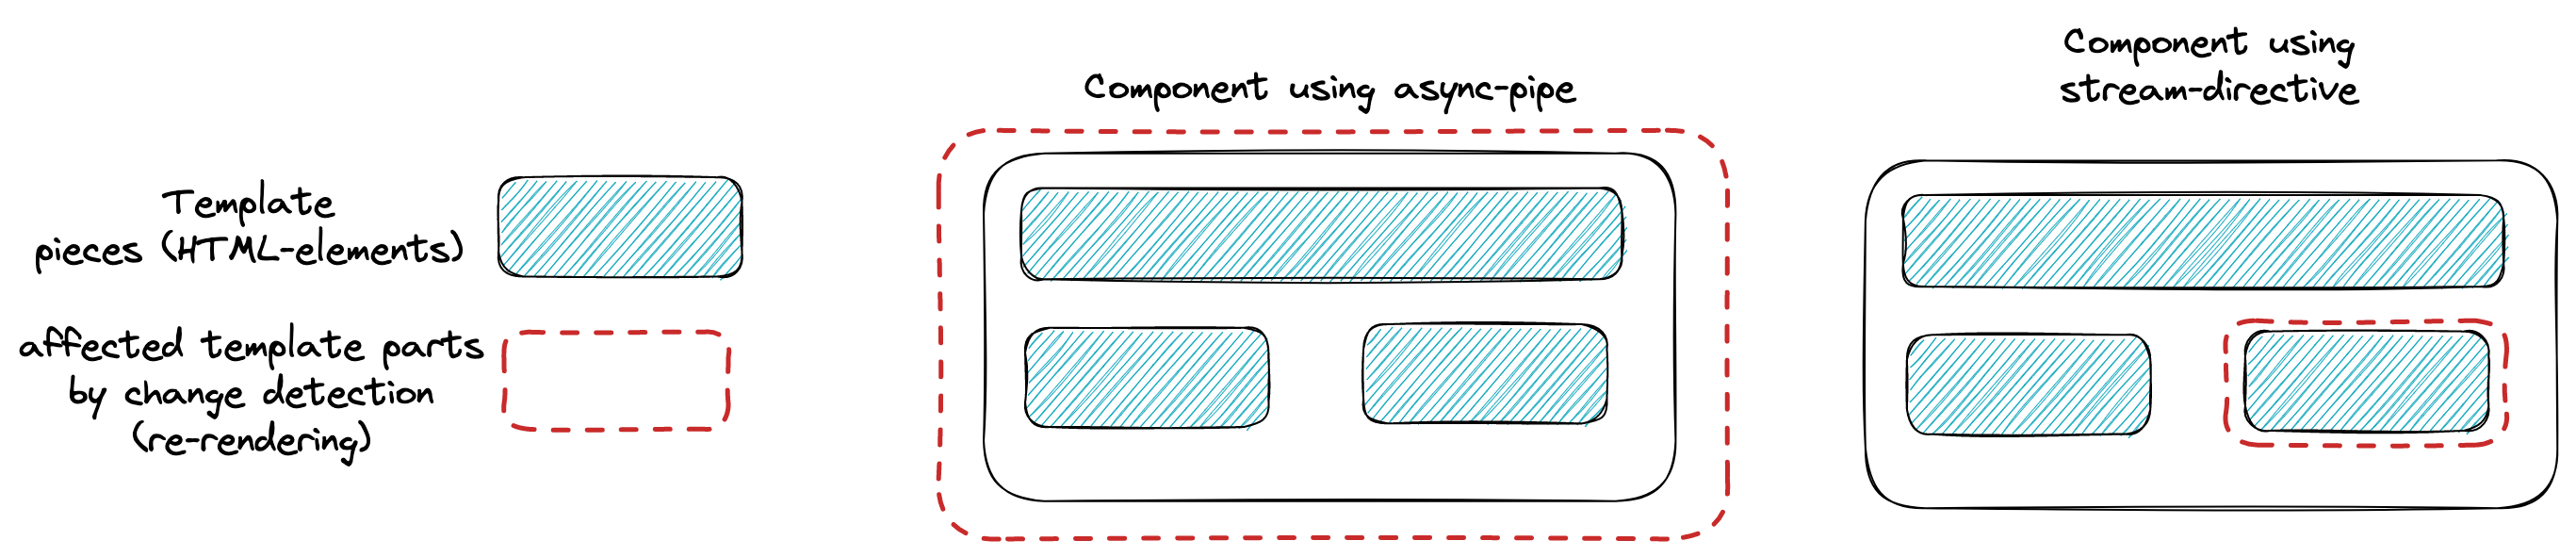 Template
pieces (HTML-elements)
affected template parts
by change detection
(re-rendering)
Component using async-pipe
Component using
stream-directive